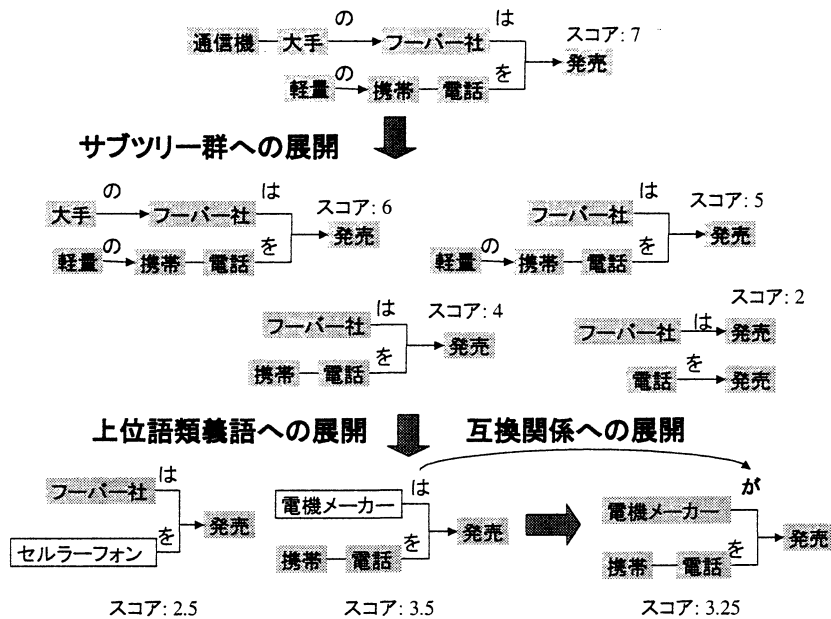 の は
通信機 大手 フーバー社 スコア: 7
の を 発売
軽量 携帯 電話
サブツリー群への展開
の は は
大手 フーバー社 スコア: 6 フーバー社 スコア: 5
の を 発売 の を 発売
軽量 携帯 電話 軽量 携帯 電話
は スコア: 4 スコア: 2
フーバー社 フーバー社 は 発売
を 発売 を
携帯 電話 電話 発売
上位語類義語への展開 互換関係への展開
は は が
フーバー社 電機メーカー 電機メーカー
を 発売 を 発売 を 発売
セルラーフォン 携帯 電話 携帯 電話
スコア: 2.5 スコア: 3.5 スコア: 3.25